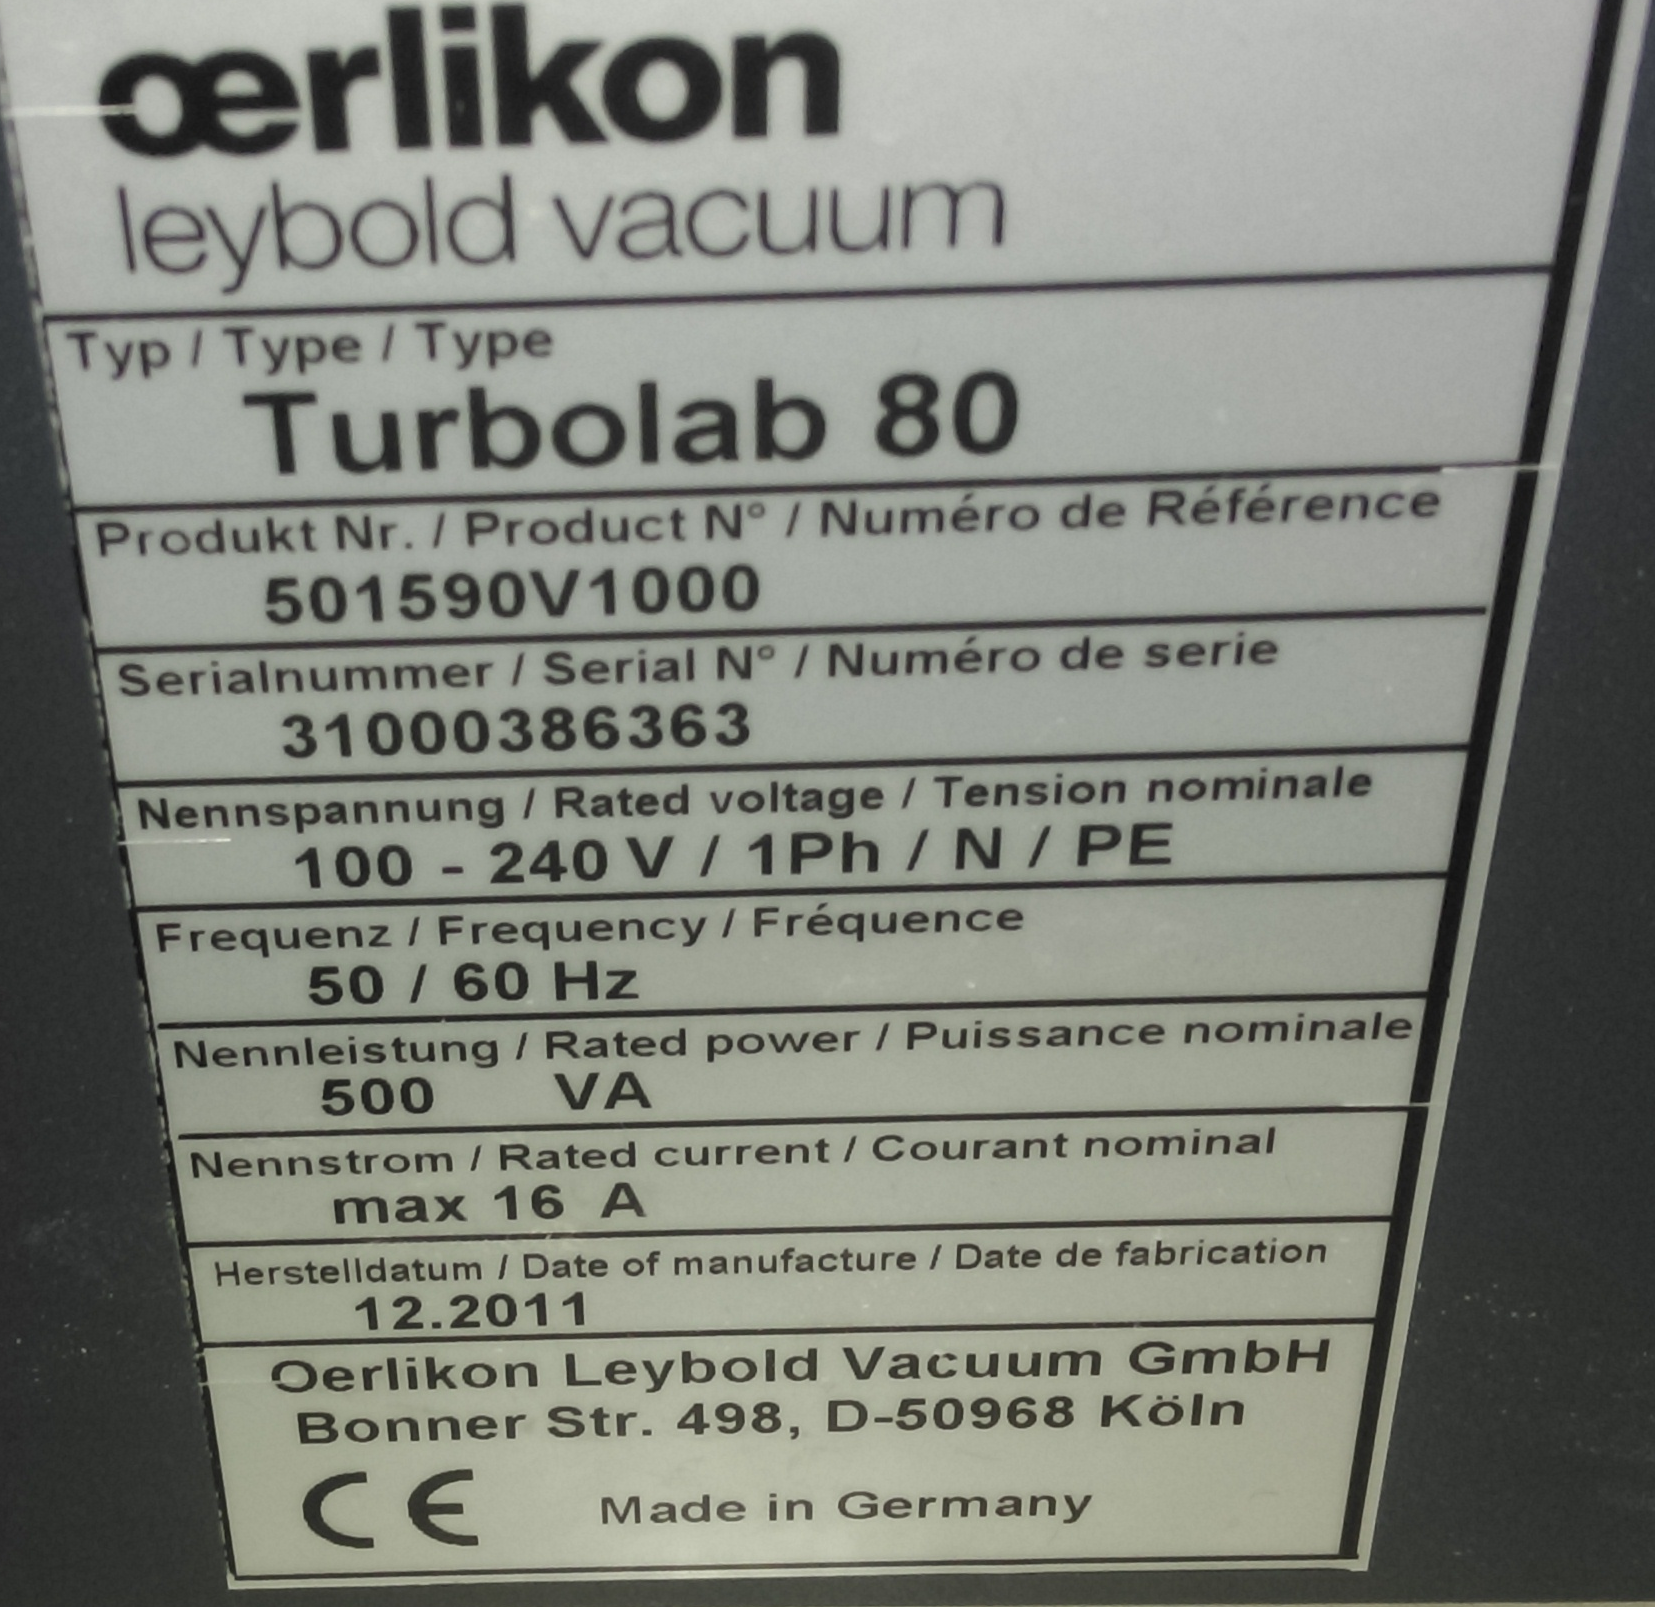 œrlikon
leybold vacuum
Typ / Type / Type
Turbolab 80
Produkt Nr. / Product N° / Numéro de Référence
501590V1000
Serialnummer / Serial N° / Numéro de serie
31000386363
Nennspannung / Rated voltage / Tension nominale
100 - 240 V / 1Ph / N / PE
Frequenz / Frequency / Fréquence
50 / 60 Hz
Nennleistung / Rated power / Puissance nominale
500 VA
Nennstrom / Rated current / Courant nominal
max 16 A
Herstelldatum / Date of manufacture / Date de fabrication
12.2011
Oerlikon Leybold Vacuum GmbH
Bonner Str. 498, D-50968 Köln
CE Made in Germany